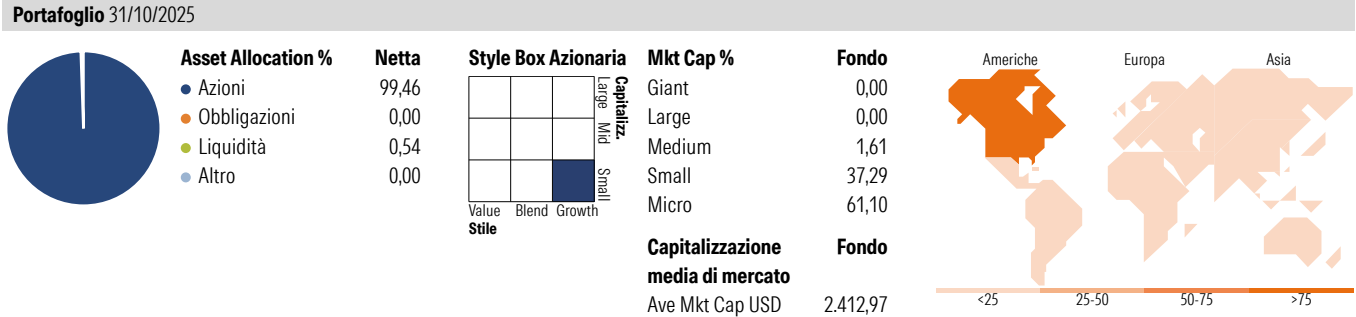 Portafoglio 31/10/2025
Asset Allocation % Netta
Azioni 99,46
Obbligazioni 0,00
Liquidità 0,54
Altro 0,00
Style Box Azionaria
Capitalizz.
Large
Mid
Small
Value Blend Growth
Stile
Mkt Cap % Fondo
Giant 0,00
Large 0,00
Medium 1,61
Small 37,29
Micro 61,10
Capitalizzazione Fondo
media di mercato
Ave Mkt Cap USD 2.412,97
Americhe Europa Asia
<25 25-50 50-75 >75